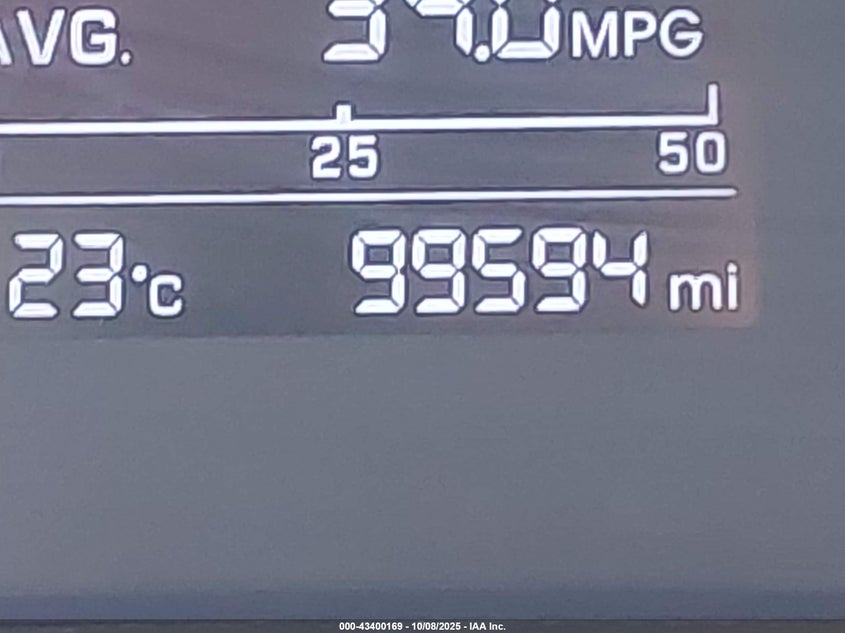 AVG. MPG
25 50
23°C 99594 mi
000-43400169 - 10/08/2025 - IAA Inc.